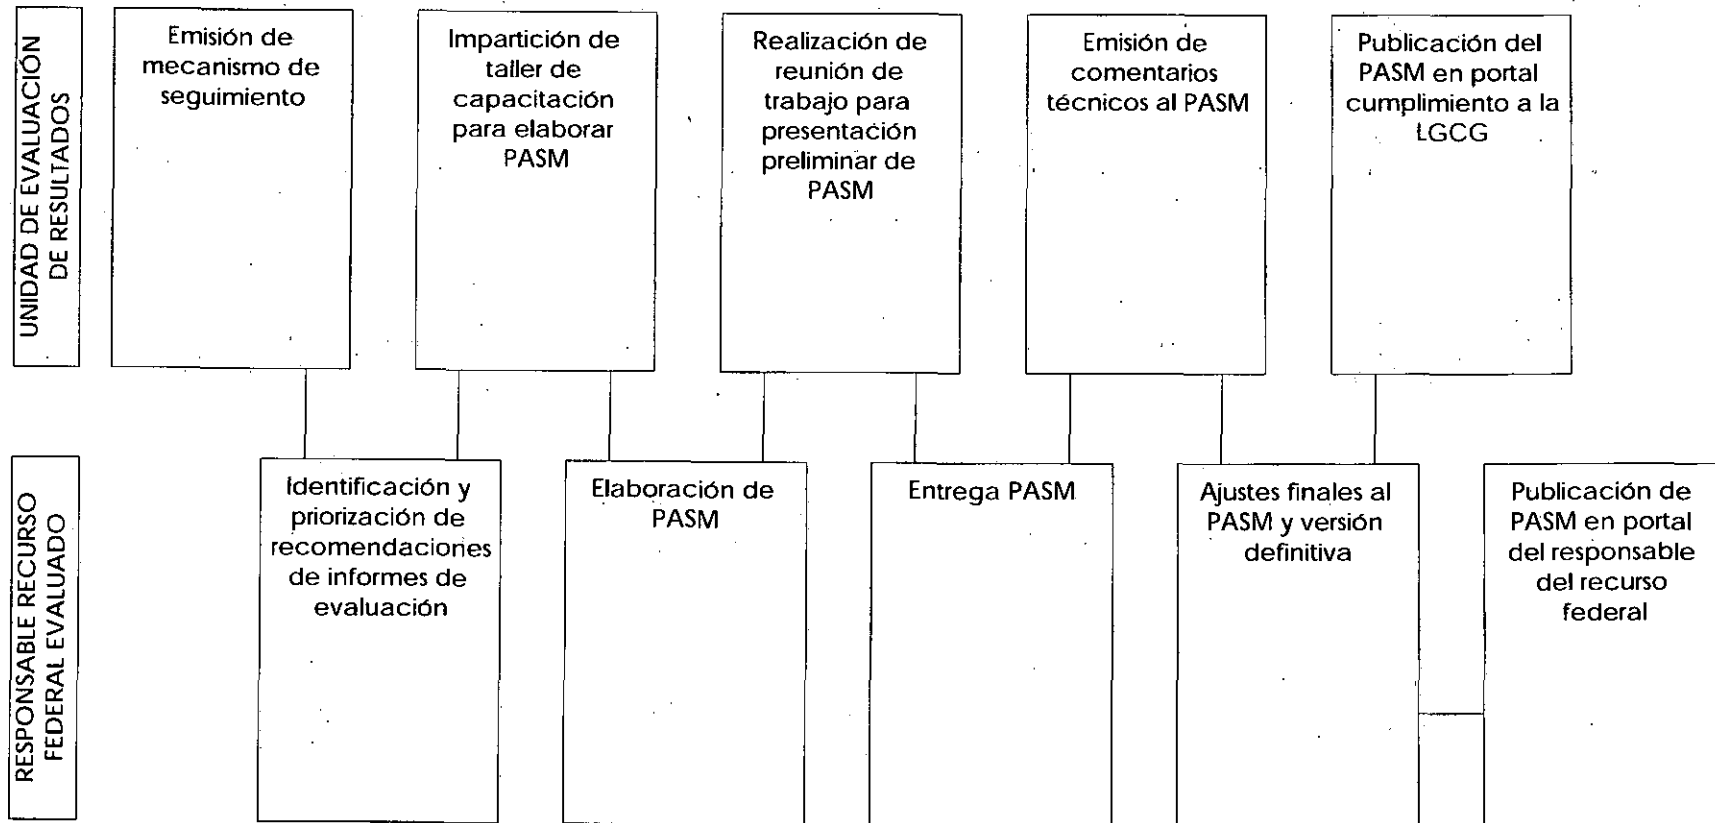 UNIDAD DE EVALUACIÓN
DE RESULTADOS
Emisión de
mecanismo de
seguimiento
Impartición de
taller de
capacitación
para elaborar
PASM
Realización de
reunión de
trabajo para
presentación
preliminar de
PASM
Emisión de
comentarios
técnicos al PASM
Publicación del
PASM en portal
cumplimiento a la
LGCG
RESPONSABLE RECURSO
FEDERAL EVALUADO
Identificación y
priorización de
recomendaciones
de informes de
evaluación
Elaboración de
PASM
Entrega PASM
Ajustes finales al
PASM y versión
definitiva
Publicación de
PASM en portal
del responsable
del recurso
federal